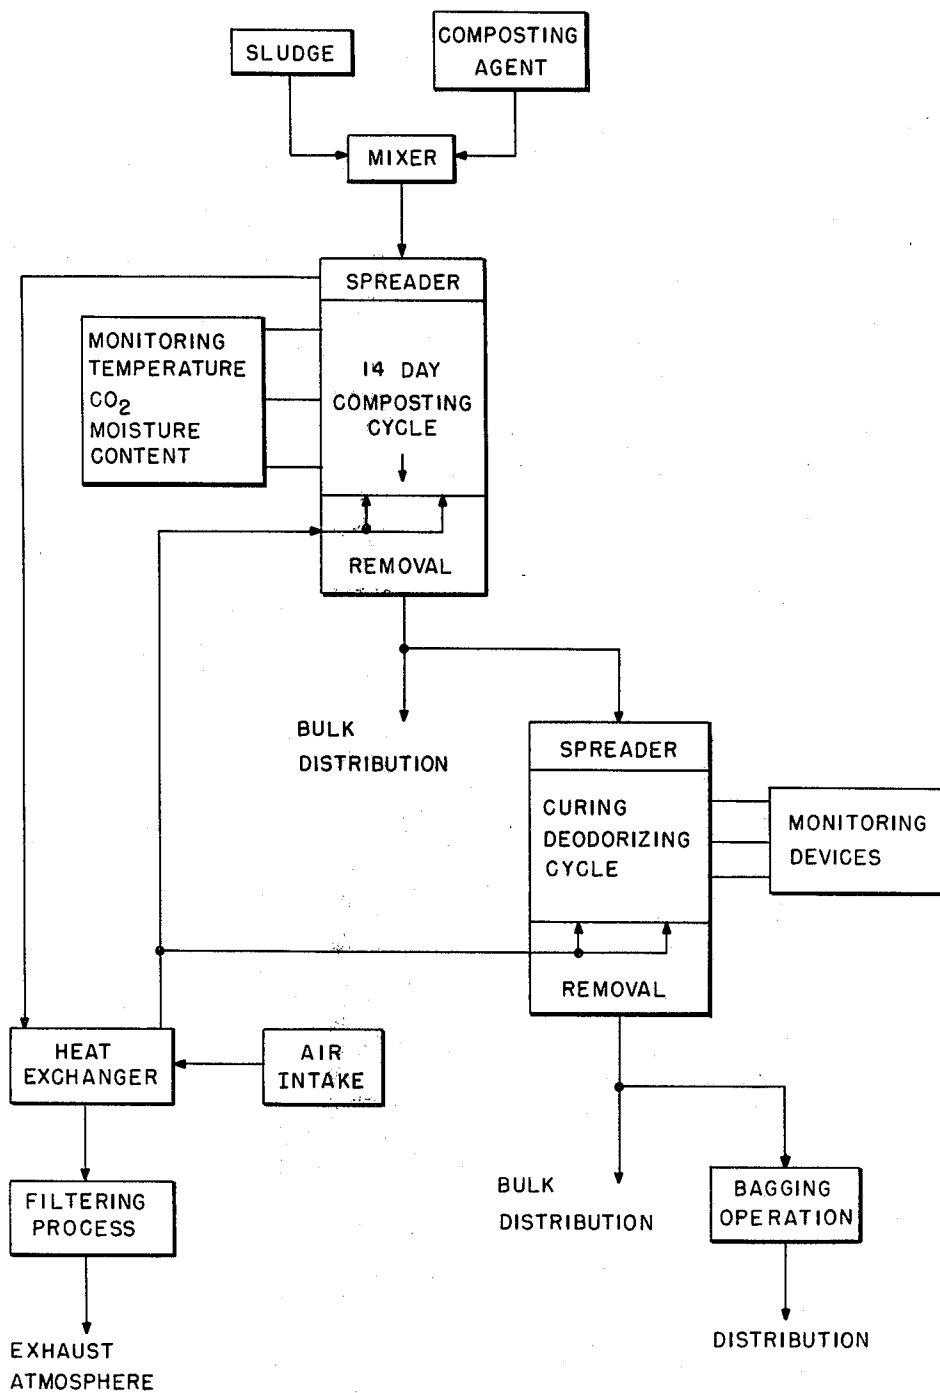 SLUDGE
COMPOSTING
AGENT
MIXER
SPREADER
MONITORING
TEMPERATURE
CO2
MOISTURE
CONTENT
14 DAY
COMPOSTING
CYCLE
REMOVAL
BULK
DISTRIBUTION
SPREADER
CURING
DEODORIZING
CYCLE
MONITORING
DEVICES
REMOVAL
HEAT
EXCHANGER
AIR
INTAKE
FILTERING
PROCESS
BULK
DISTRIBUTION
BAGGING
OPERATION
EXHAUST
ATMOSPHERE
DISTRIBUTION